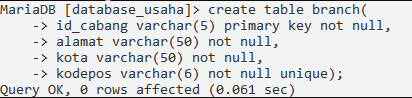 MariaDB [database_usaha]> create table branch(
-> id_cabang varchar(5) primary key not null,
-> alamat varchar(50) not null,
-> kota varchar(50) not null,
-> kodepos varchar(6) not null unique);
Query OK, 0 rows affected (0.061 sec)